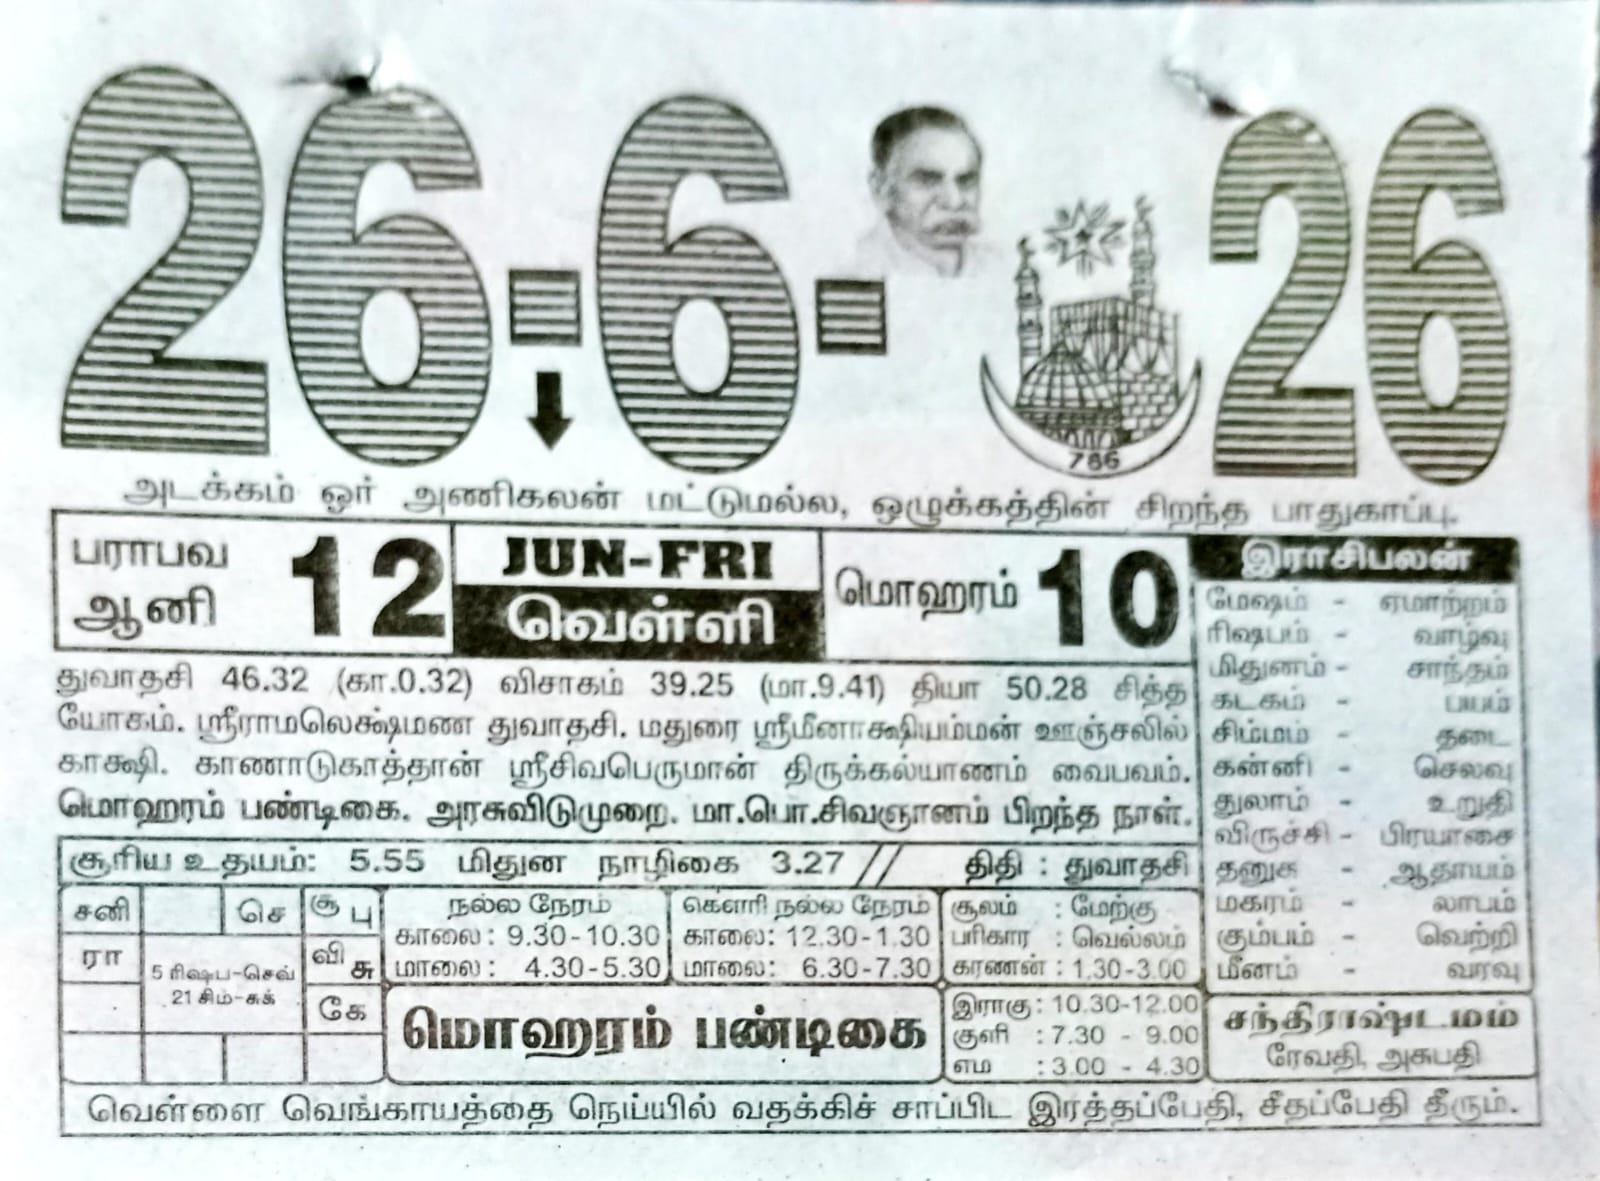 26-6-26
786
அடக்கம் ஓர் அணிகலன் மட்டுமல்ல, ஒழுக்கத்தின் சிறந்த பாதுகாப்பு.
பராபவ
ஆனி 12
JUN-FRI
வெள்ளி
மொஹரம் 10
துவாதசி 46.32 (கா.0.32) விசாகம் 39.25 (மா.9.41) தியா 50.28 சித்த
யோகம். ஸ்ரீராமலெக்ஷ்மண துவாதசி. மதுரை ஸ்ரீமீனாக்ஷியம்மன் ஊஞ்சலில்
காக்ஷி. கானாடுகாத்தான் ஸ்ரீசிவபெருமான் திருக்கல்யாணம் வைபவம்.
மொஹரம் பண்டிகை. அரசுவிடுமுறை. மா.பொ.சிவஞானம் பிறந்த நாள்.
சூரிய உதயம்: 5.55 மிதுன நாழிகை 3.27 // திதி : துவாதசி
சனி செ சூ பு
ரா வி சு
5 ரிஷப-செவ்
21 சிம்-சுக்
கே
நல்ல நேரம்
காலை: 9.30-10.30
மாலை: 4.30-5.30
கௌரி நல்ல நேரம்
காலை: 12.30-1.30
மாலை: 6.30-7.30
சூலம் : மேற்கு
பரிகார : வெல்லம்
கரணன் : 1.30-3.00
மொஹரம் பண்டிகை
இராகு : 10.30-12.00
குளி : 7.30 - 9.00
எம : 3.00 - 4.30
இராசிபலன்
மேஷம் - ஏமாற்றம்
ரிஷபம் - வாழ்வு
மிதுனம் - சாந்தம்
கடகம் - பயம்
சிம்மம் - தடை
கன்னி - செலவு
துலாம் - உறுதி
விருச்சி - பிரயாசை
தனுசு - ஆதாயம்
மகரம் - லாபம்
கும்பம் - வெற்றி
மீனம் - வரவு
சந்திராஷ்டமம்
ரேவதி, அசுபதி
வெள்ளை வெங்காயத்தை நெய்யில் வதக்கிச் சாப்பிட இரத்தப்பேதி, சீதப்பேதி தீரும்.